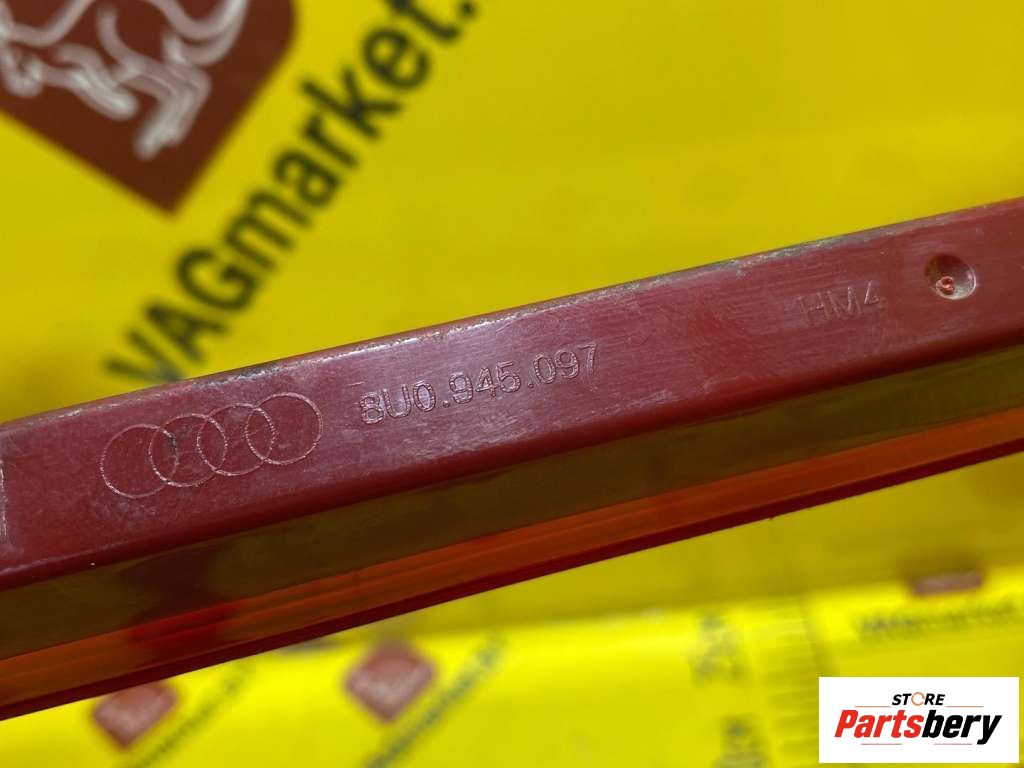 VAGmarket.
HM4
8U0.945.097
STORE
Partsbery